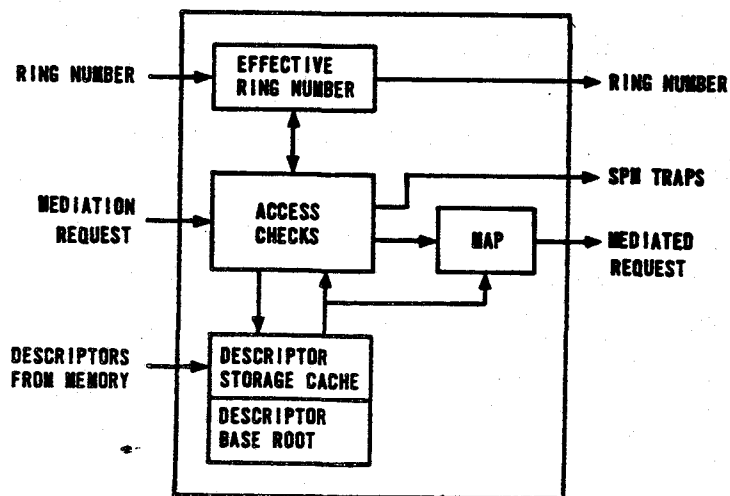 RING NUMBER
EFFECTIVE
RING NUMBER
RING NUMBER
SPM TRAPS
MEDIATION
REQUEST
ACCESS
CHECKS
MAP
MEDIATED
REQUEST
DESCRIPTORS
FROM MEMORY
DESCRIPTOR
STORAGE CACHE
DESCRIPTOR
BASE ROOT